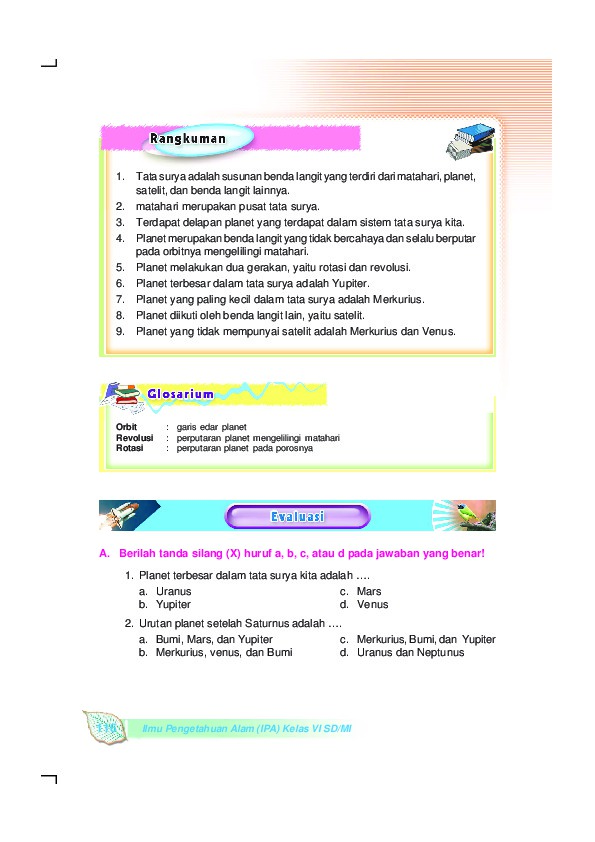 Rangkuman
1. Tata surya adalah susunan benda langit yang terdiri dari matahari, planet,
satelit, dan benda langit lainnya.
2. matahari merupakan pusat tata surya.
3. Terdapat delapan planet yang terdapat dalam sistem tata surya kita.
4. Planet merupakan benda langit yang tidak bercahaya dan selalu berputar
pada orbitnya mengelilingi matahari.
5. Planet melakukan dua gerakan, yaitu rotasi dan revolusi.
6. Planet terbesar dalam tata surya adalah Yupiter.
7. Planet yang paling kecil dalam tata surya adalah Merkurius.
8. Planet diikuti oleh benda langit lain, yaitu satelit.
9. Planet yang tidak mempunyai satelit adalah Merkurius dan Venus.
Glosarium
Orbit : garis edar planet
Revolusi : perputaran planet mengelilingi matahari
Rotasi : perputaran planet pada porosnya
Evaluasi
A. Berilah tanda silang (X) huruf a, b, c, atau d pada jawaban yang benar!
1. Planet terbesar dalam tata surya kita adalah ….
a. Uranus c. Mars
b. Yupiter d. Venus
2. Urutan planet setelah Saturnus adalah ….
a. Bumi, Mars, dan Yupiter c. Merkurius, Bumi, dan Yupiter
b. Merkurius, venus, dan Bumi d. Uranus dan Neptunus
Ilmu Pengetahuan Alam (IPA) Kelas VI SD/MI